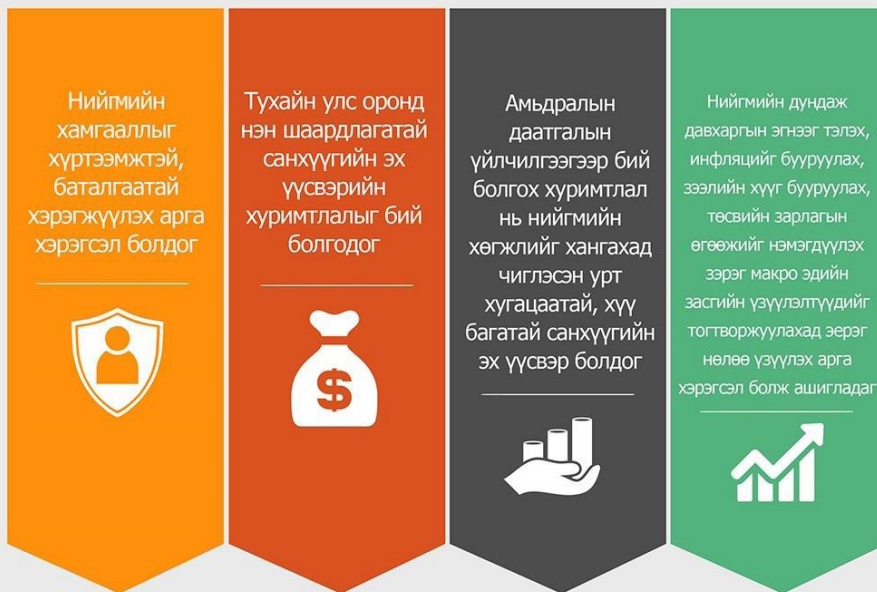 Нийгмийн
хамгааллыг
хүртээмжтэй,
баталгаатай
хэрэгжүүлэх арга
хэрэгсэл болдог
Тухайн улс оронд
нэн шаардлагатай
санхүүгийн эх
үүсвэрийн
хуримтлалыг бий
болгодог
$
Амьдралын
даатгалын
үйлчилгээгээр бий
болгох хуримтлал
нь нийгмийн
хөгжлийг хангахад
чиглэсэн урт
хугацаатай, хүү
багатай санхүүгийн
эх үүсвэр болдог
Нийгмийн дундаж
давхаргын эгнээг тэлэх,
инфляцийг бууруулах,
зээлийн хүүг бууруулах,
төсвийн зарлагын
өгөөжийг нэмэгдүүлэх
зэрэг макро эдийн
засгийн үзүүлэлтүүдийг
тогтворжуулахад эерэг
нөлөө үзүүлэх арга
хэрэгсэл болж ашигладаг